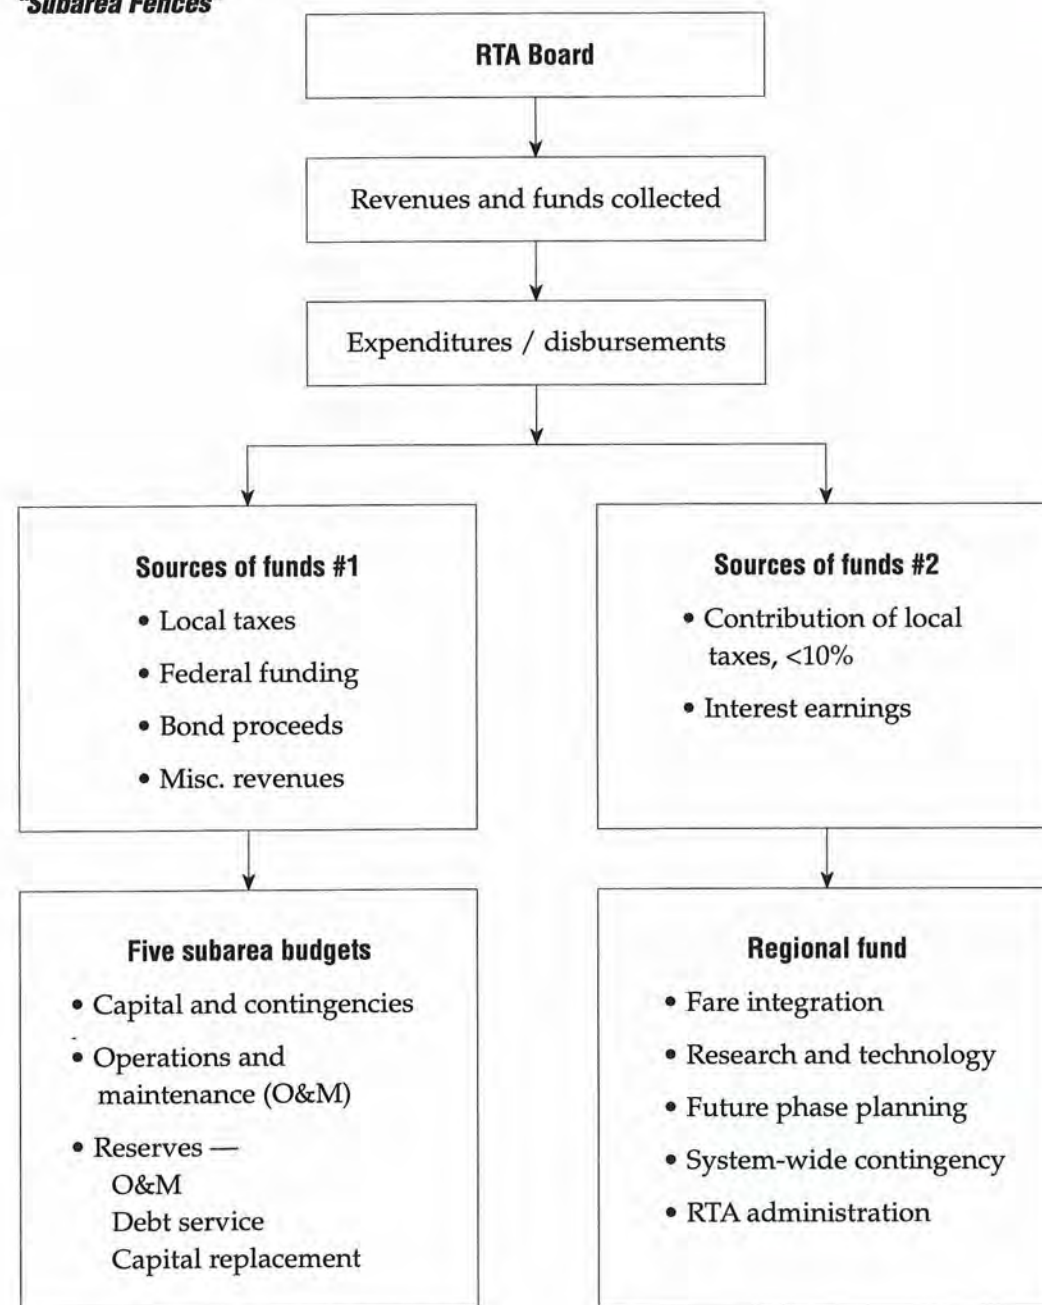 "Subarea Fences"
RTA Board
Revenues and funds collected
Expenditures / disbursements
Sources of funds #1
• Local taxes
• Federal funding
• Bond proceeds
• Misc. revenues
Sources of funds #2
• Contribution of local
taxes, <10%
• Interest earnings
Five subarea budgets
• Capital and contingencies
• Operations and
maintenance (O&M)
• Reserves —
O&M
Debt service
Capital replacement
Regional fund
• Fare integration
• Research and technology
• Future phase planning
• System-wide contingency
• RTA administration